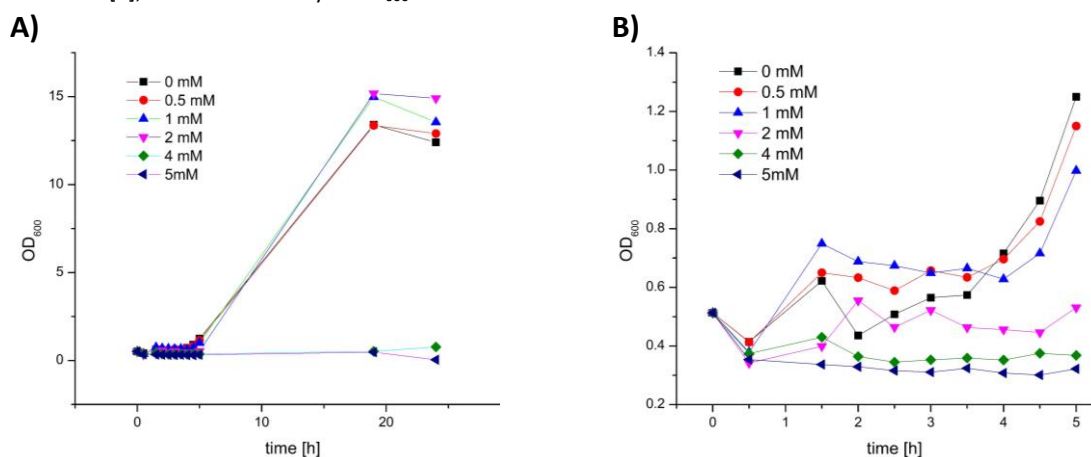 A)
B)
0 mM
0.5 mM
1 mM
2 mM
4 mM
5mM
15
10
5
0
OD₆₀₀
0 10 20
time [h]
0 mM
0.5 mM
1 mM
2 mM
4 mM
5mM
1.4
1.2
1.0
0.8
0.6
0.4
0.2
OD₆₀₀
0 1 2 3 4 5
time [h]